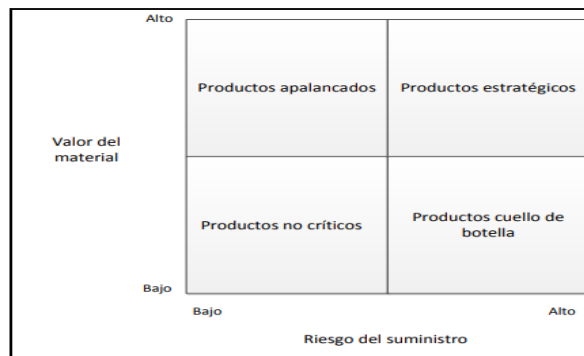 Alto
Productos apalancados
Productos estratégicos
Valor del
material
Productos no críticos
Productos cuello de
botella
Bajo
Bajo
Alto
Riesgo del suministro